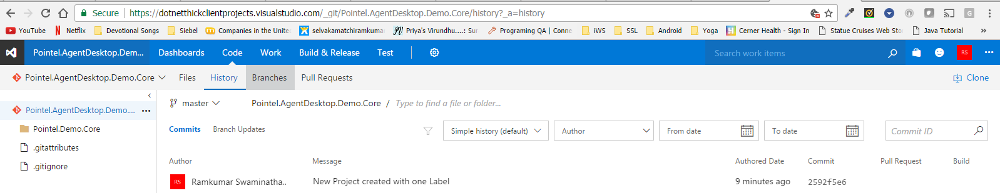 Secure https://dotnetthickclientprojects.visualstudio.com/_git/Pointel.AgentDesktop.Demo.Core/history?_a=history
YouTube Netflix Devotional Songs Siebel Companies in the Unite selvakamatchiramkuma Priya's Virundhu....: Sur Programing QA | Conne iWS SSL Android Yoga Cerner Health - Sign In Statue Cruises Web Sto Java Tutorial »
Pointel.AgentDesktop.Dem... Dashboards Code Work Build & Release Test Search work items RS ...
Pointel.AgentDesktop.Demo.Core Files History Branches Pull Requests Clone
master Pointel.AgentDesktop.Demo.Core / Type to find a file or folder...
Pointel.AgentDesktop.Demo.... ...
Pointel.Demo.Core
.gitattributes
.gitignore
Commits Branch Updates Simple history (default) Author From date To date Commit ID
Author Message Authored Date Commit Pull Request Build
RS Ramkumar Swaminatha.. New Project created with one Label 9 minutes ago 2592f5e6